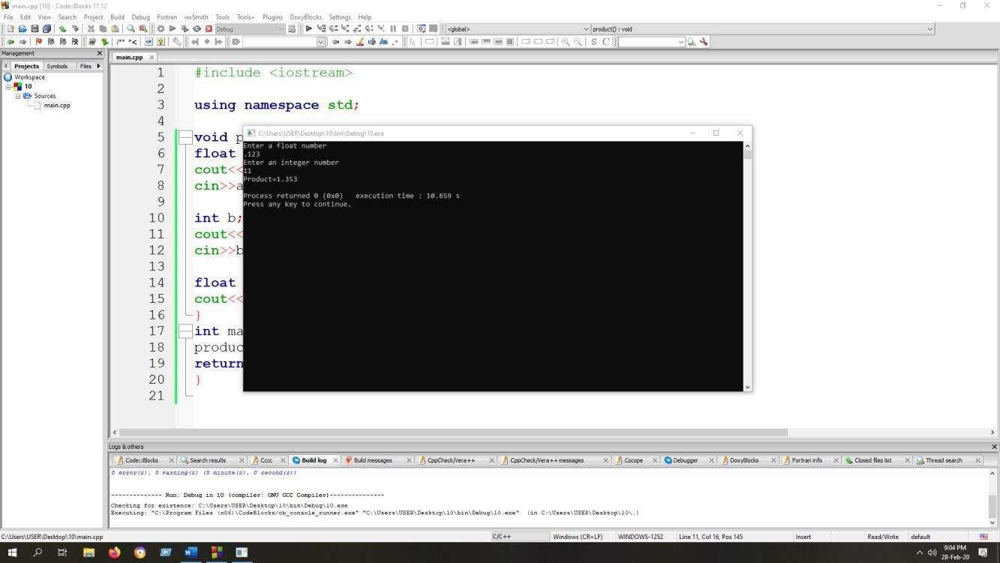 main.cpp [10] - Code::Blocks 17.12
File Edit View Search Project Build Debug Fortran wxSmith Tools Tools+ Plugins DoxyBlocks Settings Help
Debug
<global>
product() : void
/** *<
S C
Management
Projects Symbols Files
Workspace
10
Sources
main.cpp
main.cpp
1 #include <iostream>
2
3 using namespace std;
4
5 void p
6 float
7 cout<<
8 cin>>a
9
10 int b;
11 cout<<
12 cin>>b
13
14 float
15 cout<<
16 }
17 int ma
18 produc
19 return
20 }
21
C:\Users\USER\Desktop\10\bin\Debug\10.exe
Enter a float number
.123
Enter an integer number
11
Product=1.353
Process returned 0 (0x0) execution time : 10.659 s
Press any key to continue.
Logs & others
Code::Blocks Search results Cccc Build log Build messages CppCheck/Vera++ CppCheck/Vera++ messages Cscope Debugger DoxyBlocks Fortran info Closed files list Thread search
0 error(s), 0 warning(s) (0 minute(s), 0 second(s))
-------------- Run: Debug in 10 (compiler: GNU GCC Compiler)---------------
Checking for existence: C:\Users\USER\Desktop\10\bin\Debug\10.exe
Executing: "C:\Program Files (x86)\CodeBlocks/cb_console_runner.exe" "C:\Users\USER\Desktop\10\bin\Debug\10.exe" (in C:\Users\USER\Desktop\10\.)
C:\Users\USER\Desktop\10\main.cpp C/C++ Windows (CR+LF) WINDOWS-1252 Line 11, Col 16, Pos 145 Insert Read/Write default
9:04 PM
28-Feb-20